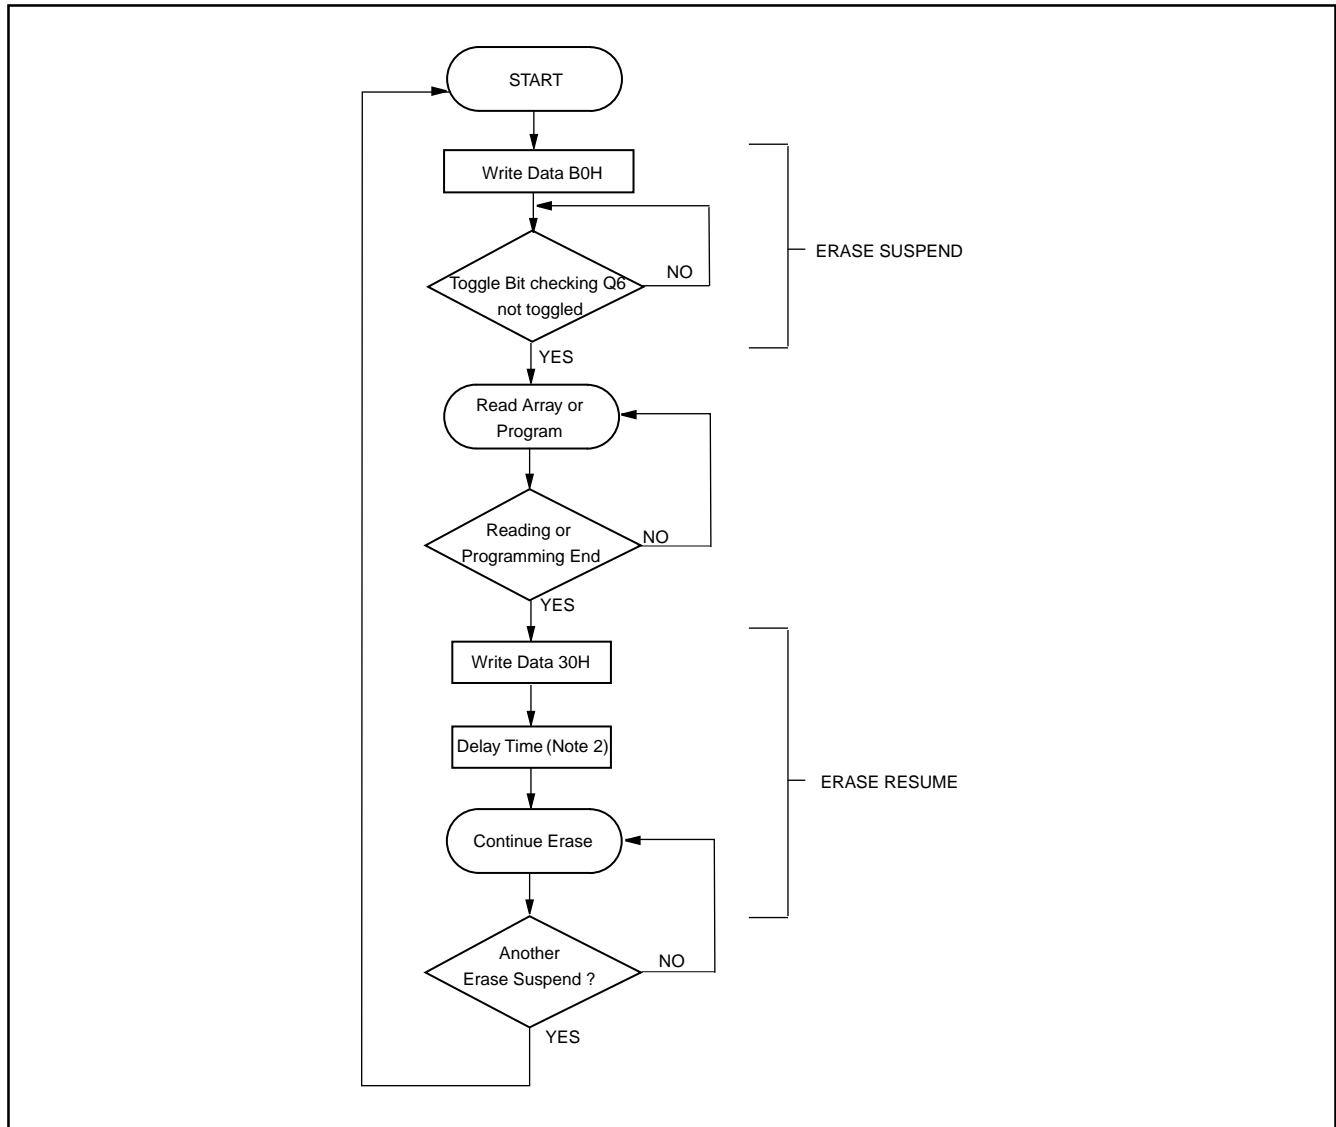 START
Write Data B0H
ERASE SUSPEND
Toggle Bit checking Q6
not toggled
NO
YES
Read Array or
Program
Reading or
Programming End
NO
YES
Write Data 30H
Delay Time (Note 2)
ERASE RESUME
Continue Erase
Another
Erase Suspend ?
NO
YES